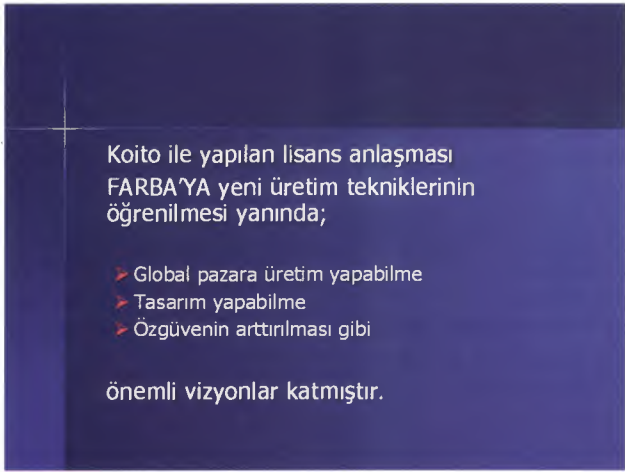 Koito ile yapılan lisans anlaşması
FARBA'YA yeni üretim tekniklerinin
öğrenilmesi yanında;
Global pazara üretim yapabilme
Tasarım yapabilme
Özgüvenin arttırılması gibi
önemli vizyonlar katmıştır.